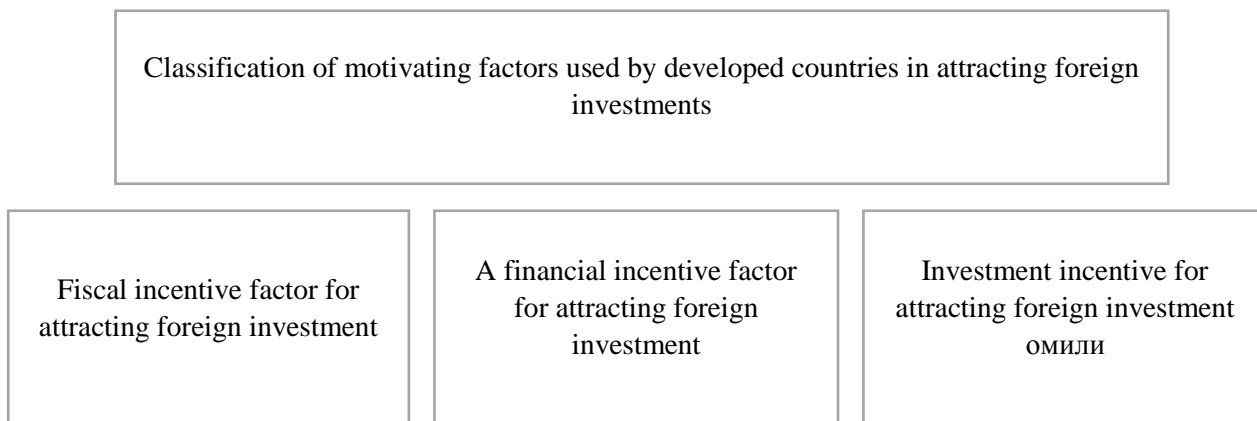 Classification of motivating factors used by developed countries in attracting foreign
investments
Fiscal incentive factor for
attracting foreign investment
A financial incentive factor
for attracting foreign
investment
Investment incentive for
attracting foreign investment
омили